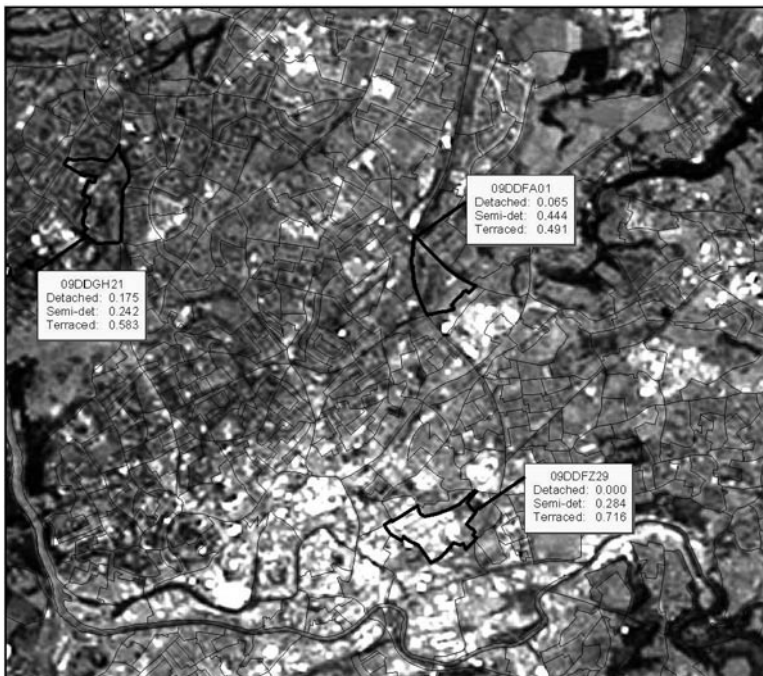 09DDFA01
Detached: 0.065
Semi-det: 0.444
Terraced: 0.491
09DDGH21
Detached: 0.175
Semi-det: 0.242
Terraced: 0.583
09DDFZ29
Detached: 0.000
Semi-det: 0.284
Terraced: 0.716